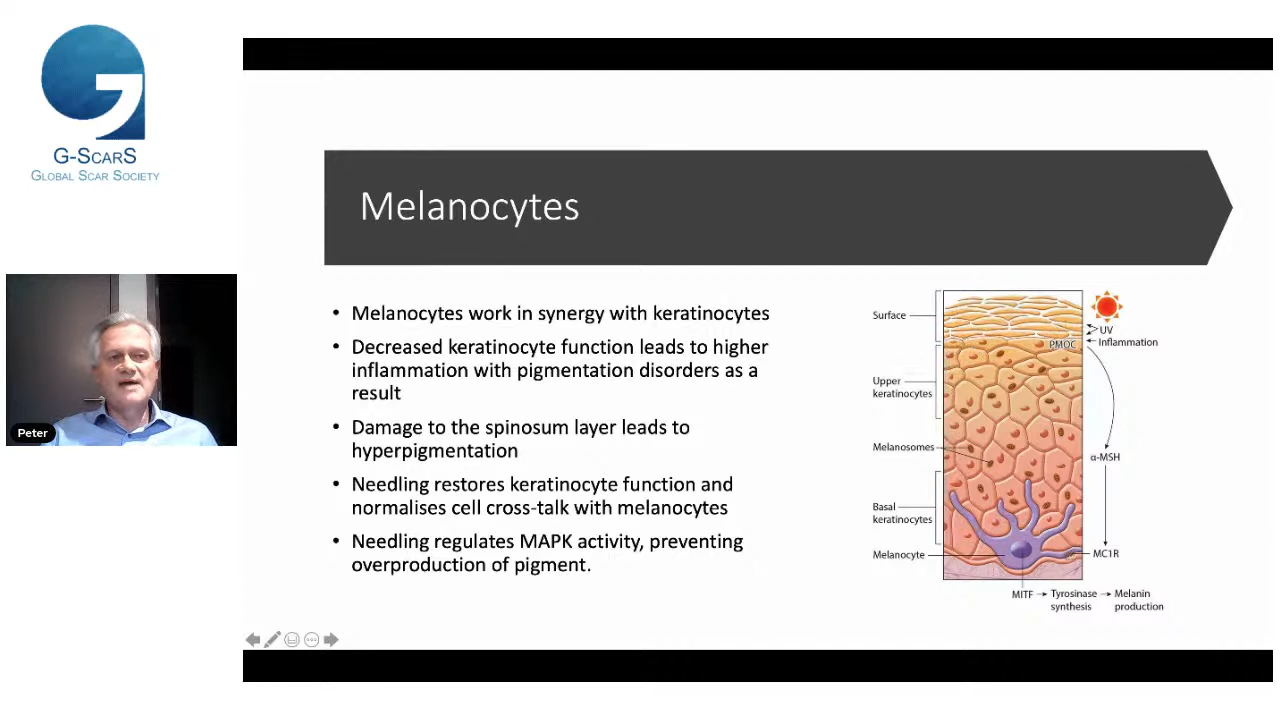 G-ScarS
Global Scar Society
Peter
Melanocytes
• Melanocytes work in synergy with keratinocytes
• Decreased keratinocyte function leads to higher
inflammation with pigmentation disorders as a
result
• Damage to the spinosum layer leads to
hyperpigmentation
• Needling restores keratinocyte function and
normalises cell cross-talk with melanocytes
• Needling regulates MAPK activity, preventing
overproduction of pigment.
Surface
UV
PMOC
Inflammation
Upper
keratinocytes
Melanosomes
α-MSH
Basal
keratinocytes
Melanocyte
MC1R
MITF → Tyrosinase → Melanin
synthesis production